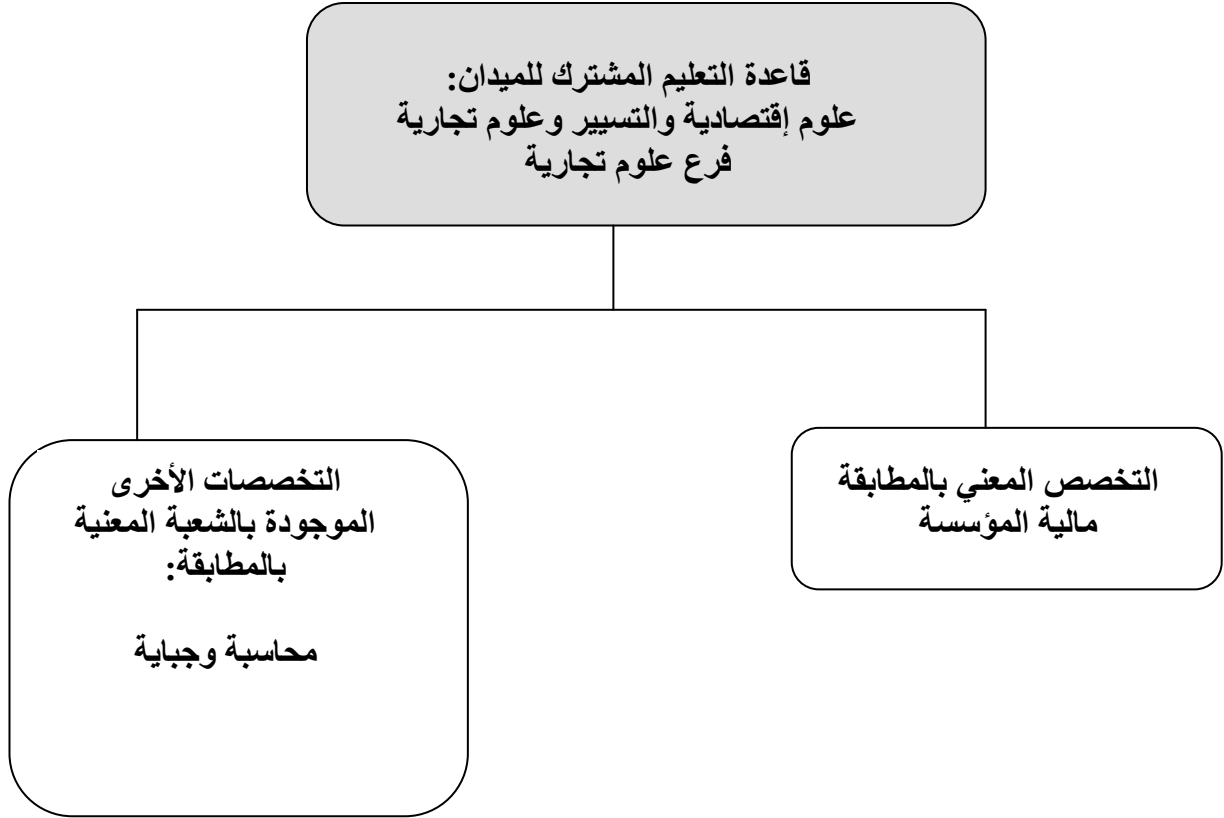 قاعدة التعليم المشترك للميدان:
علوم إقتصادية والتسيير وعلوم تجارية
فرع علوم تجارية
التخصص المعني بالمطابقة
مالية المؤسسة
التخصصات الأخرى
الموجودة بالشعبة المعنية
بالمطابقة:
محاسبة وجباية